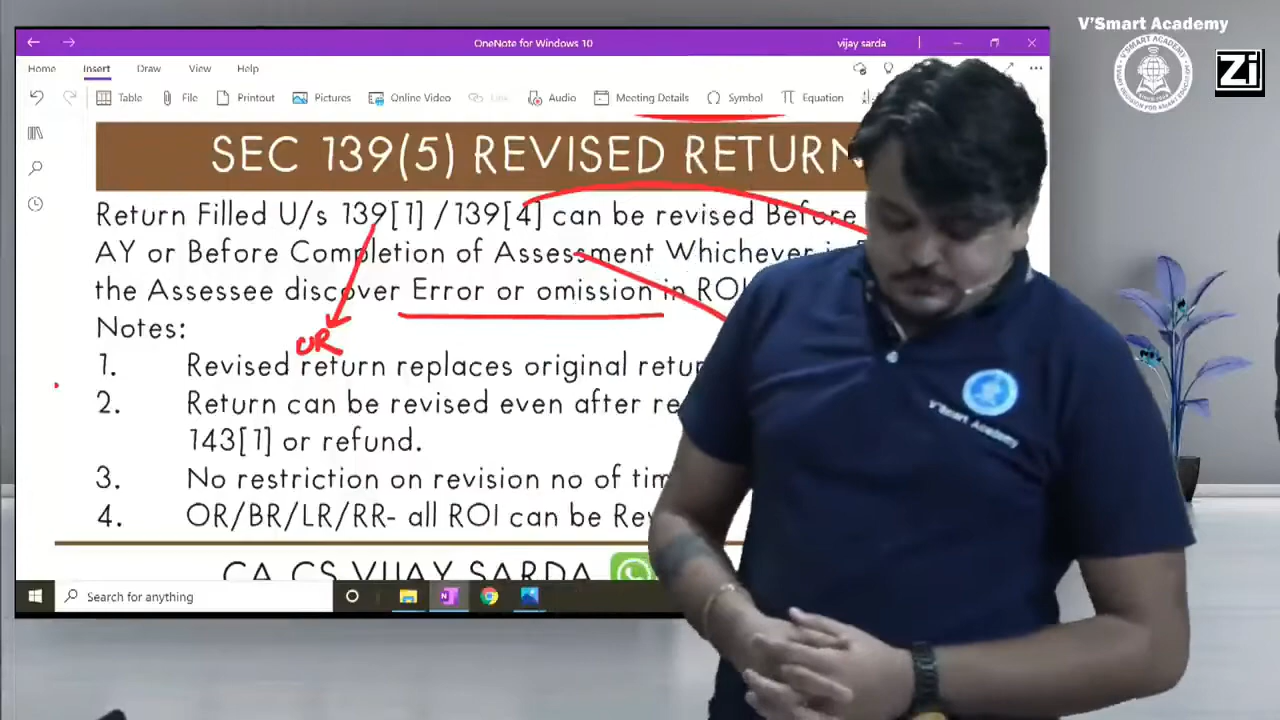 V'Smart Academy
OneNote for Windows 10
vijay sarda
Home Insert Draw View Help
Table File Printout Pictures Online Video Link Audio Meeting Details Symbol Equation
Zi
SEC 139(5) REVISED RETURN
Return Filled U/s 139[1] / 139[4] can be revised Before
AY or Before Completion of Assessment Whichever
the Assessee discover Error or omission in ROI
Notes:
OR
1. Revised return replaces original
2. Return can be revised even after
143[1] or refund.
3. No restriction on revision no of
4. OR/BR/LR/RR- all ROI can be
CA CS VIJAY SARDA
Search for anything
V'Smart Academy